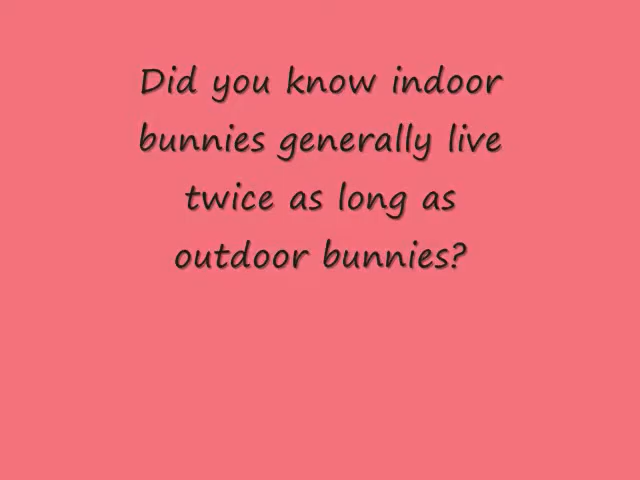 Did you know indoor
bunnies generally live
twice as long as
outdoor bunnies?